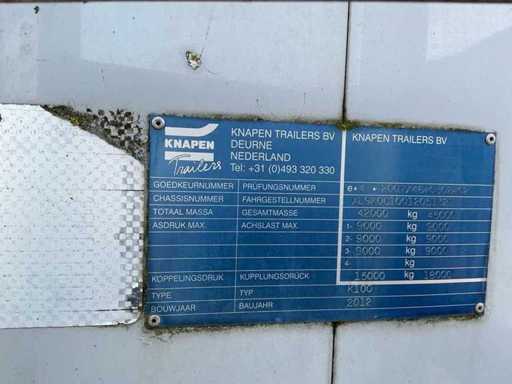 KNAPEN
Trailers
KNAPEN TRAILERS BV
DEURNE
NEDERLAND
Tel: +31 (0)493 320 330
KNAPEN TRAILERS BV
GOEDKEURNUMMER PRÜFUNGSNUMMER
CHASSISNUMMER FAHRGESTELLNUMMER
TOTAAL MASSA GESAMTMASSE 42000 kg 45000
ASDRUK MAX. ACHSLAST MAX. 1- 9000 kg 9000
2- 9000 kg 9000
3- 9000 kg 9000
4- kg
KOPPELINGSDRUK KUPPLUNGSDRÜCK 15000 kg 18000
TYPE TYP K100
BOUWJAAR BAUJAHR 2012